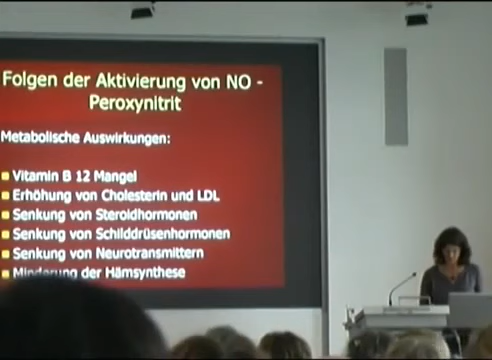 Folgen der Aktivierung von NO -
Peroxynitrit
Metabolische Auswirkungen:
Vitamin B 12 Mangel
Erhöhung von Cholesterin und LDL
Senkung von Steroidhormonen
Senkung von Schilddrüsenhormonen
Senkung von Neurotransmittern
Minderung der Hämsynthese